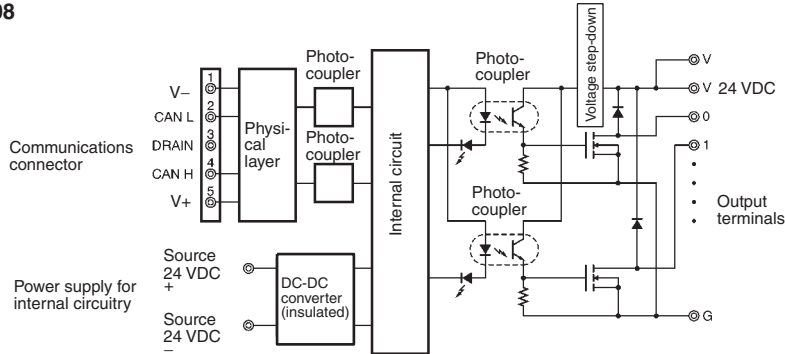 08
Communications
connector
V–
CAN L
DRAIN
CAN H
V+
1
2
3
4
5
Physi-
cal
layer
Photo-
coupler
Photo-
coupler
Internal circuit
Photo-
coupler
Photo-
coupler
Voltage step-down
V
V 24 VDC
0
1
Output
terminals
G
Power supply for
internal circuitry
Source
24 VDC
+
Source
24 VDC
–
DC-DC
converter
(insulated)